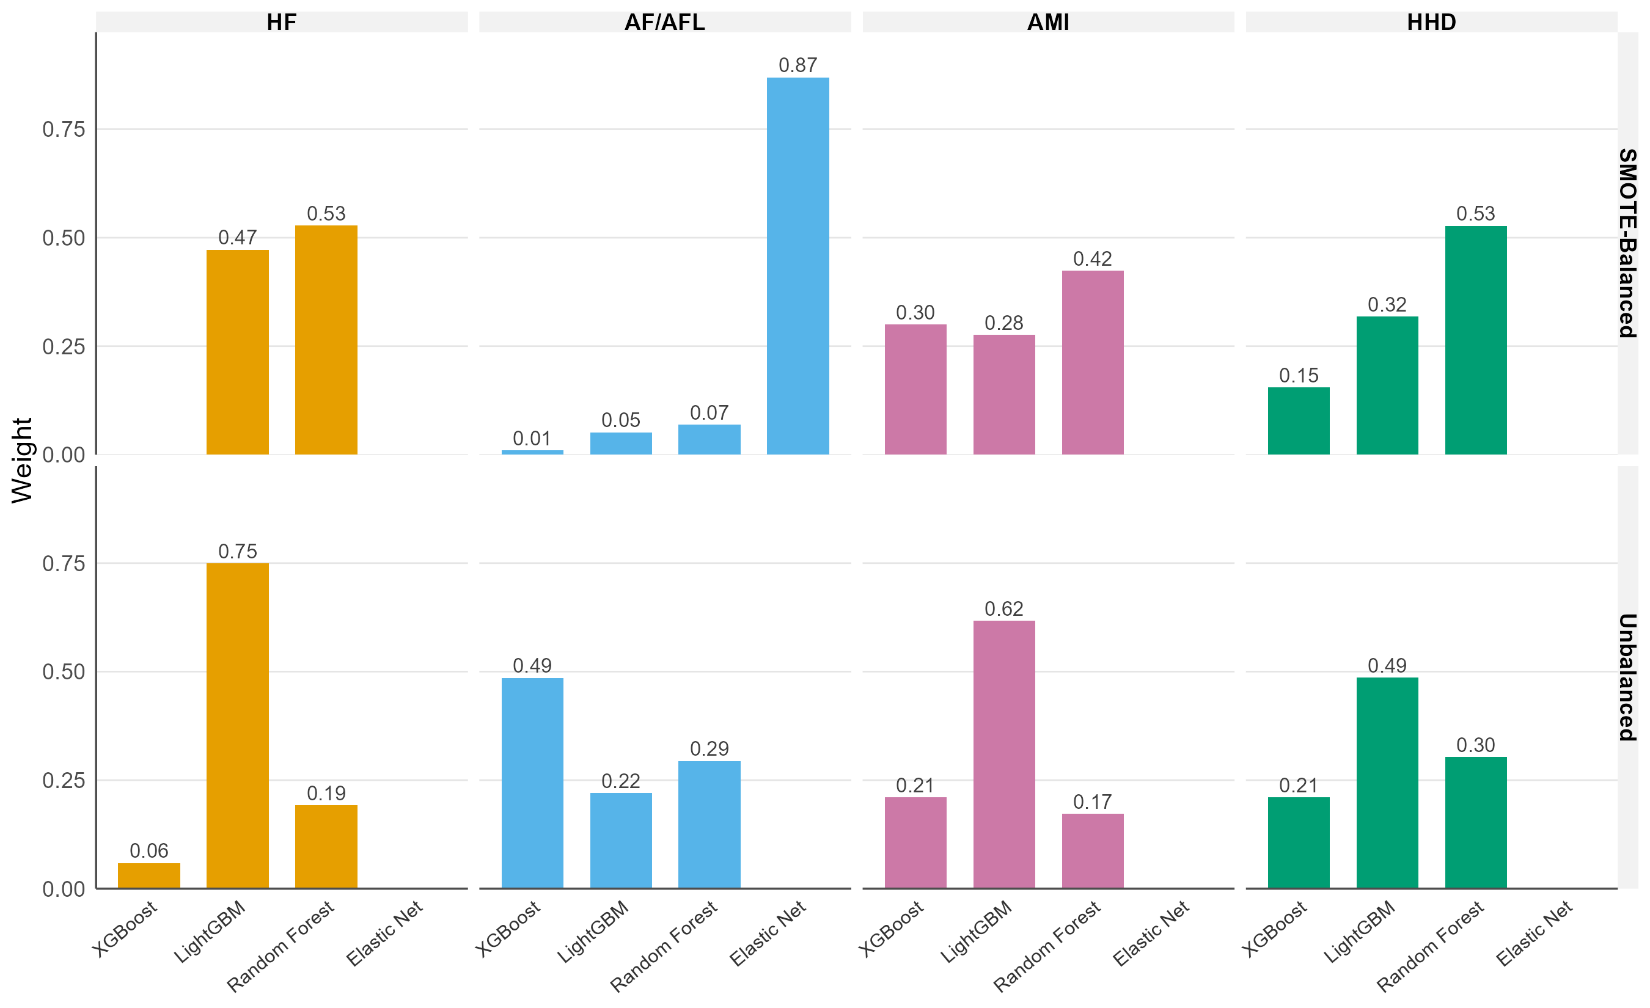 HF AF/AFL AMI HHD
Weight
SMOTE-Balanced
0.75
0.50
0.25
0.00
0.47 0.53
0.01 0.05 0.07 0.87
0.30 0.28 0.42
0.15 0.32 0.53
Unbalanced
0.75
0.50
0.25
0.00
0.06 0.75 0.19
0.49 0.22 0.29
0.21 0.62 0.17
0.21 0.49 0.30
XGBoost LightGBM Random Forest Elastic Net
XGBoost LightGBM Random Forest Elastic Net
XGBoost LightGBM Random Forest Elastic Net
XGBoost LightGBM Random Forest Elastic Net